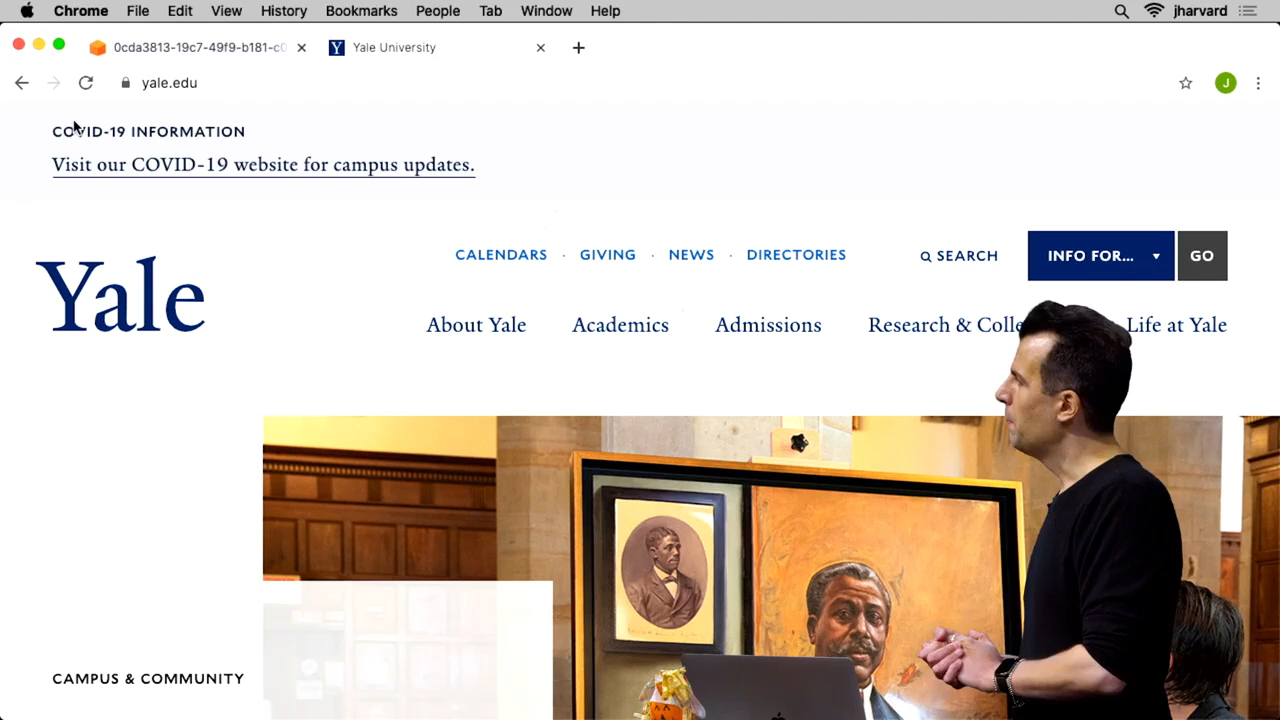 Chrome File Edit View History Bookmarks People Tab Window Help jharvard
0cda3813-19c7-49f9-b181-c0 Yale University
yale.edu J
COVID-19 INFORMATION
Visit our COVID-19 website for campus updates.
CALENDARS · GIVING · NEWS · DIRECTORIES SEARCH INFO FOR... GO
Yale
About Yale Academics Admissions Research & Colle Life at Yale
CAMPUS & COMMUNITY